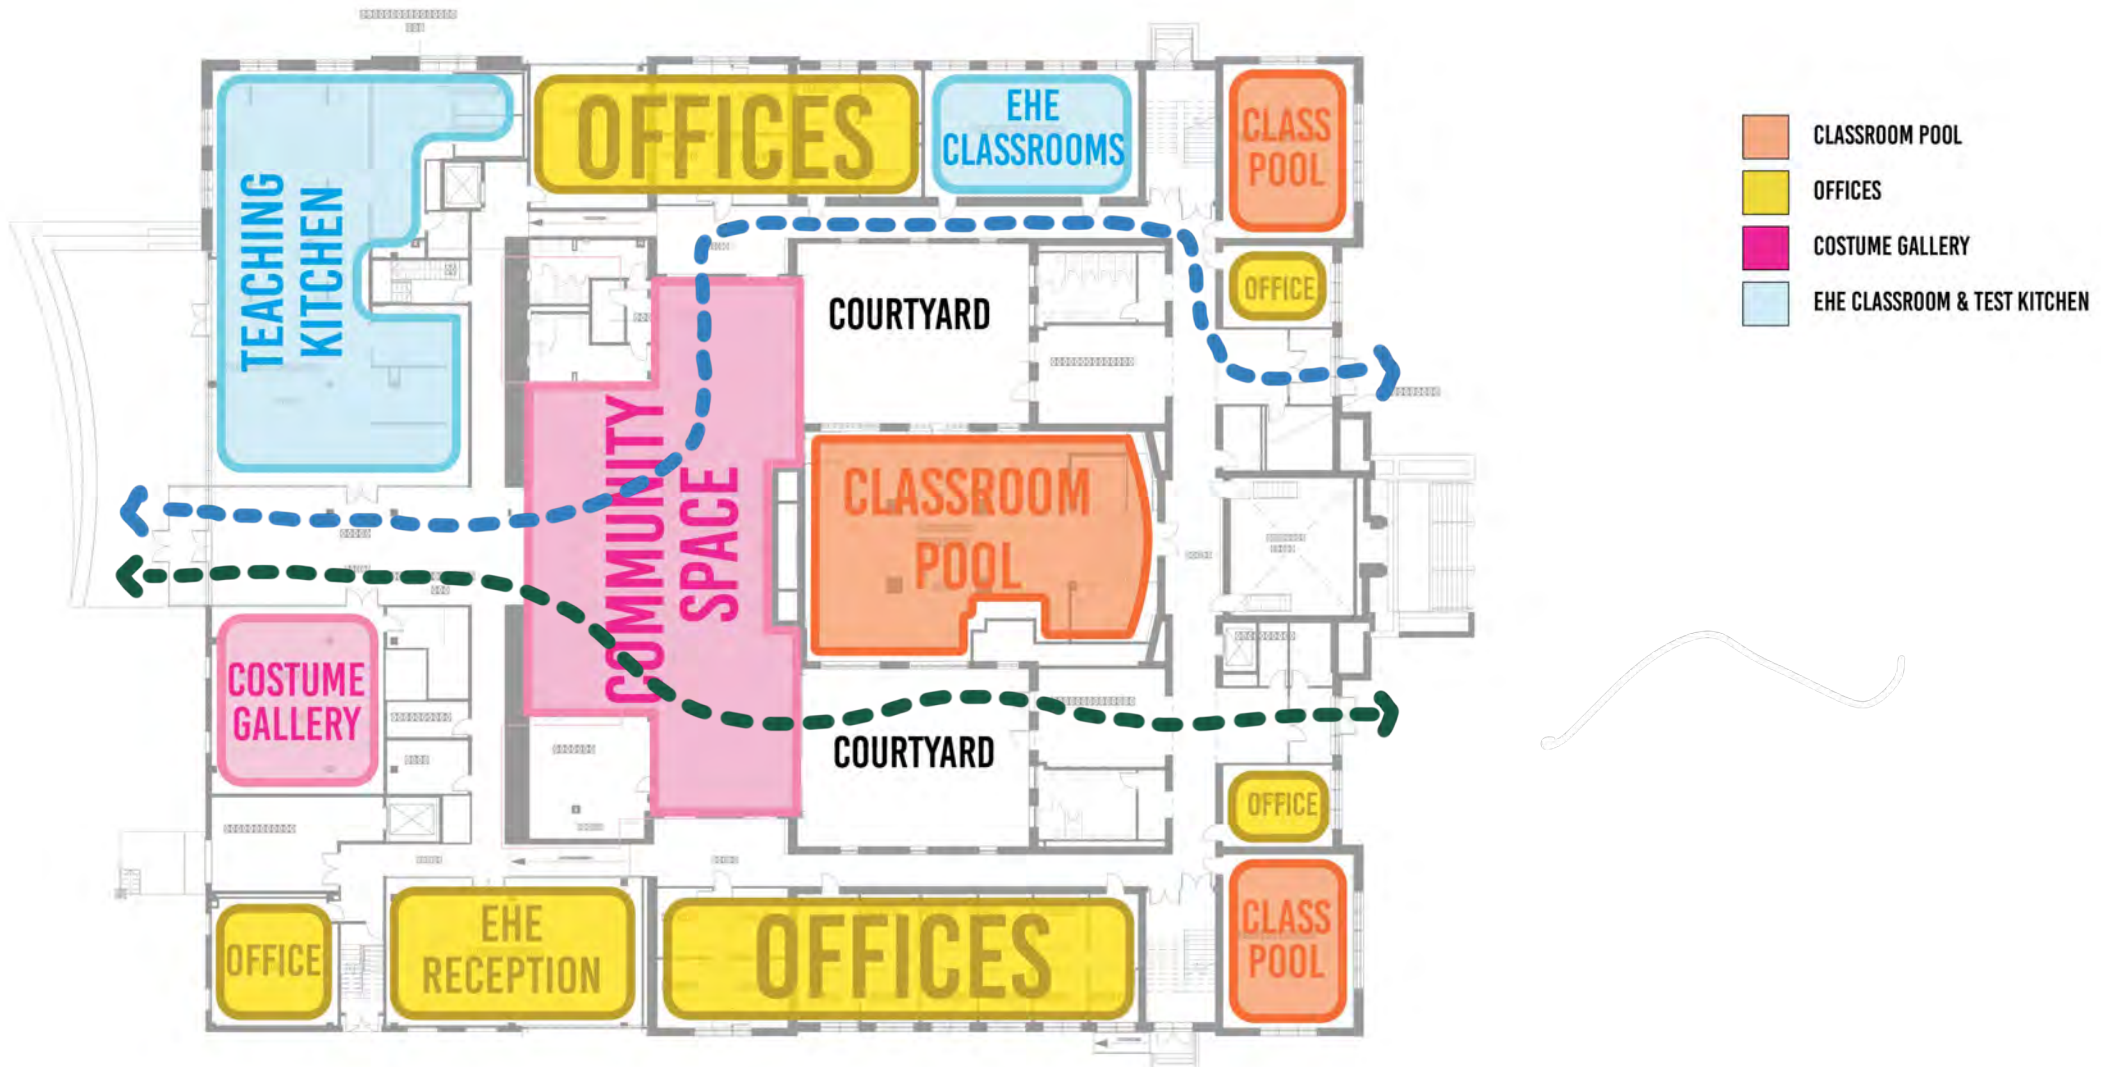 OFFICES
EHE
CLASSROOMS
CLASS
POOL
TEACHING
KITCHEN
OFFICE
COURTYARD
COMMUNITY
SPACE
CLASSROOM
POOL
COSTUME
GALLERY
COURTYARD
OFFICE
OFFICE
EHE
RECEPTION
OFFICES
CLASS
POOL
CLASSROOM POOL
OFFICES
COSTUME GALLERY
EHE CLASSROOM & TEST KITCHEN